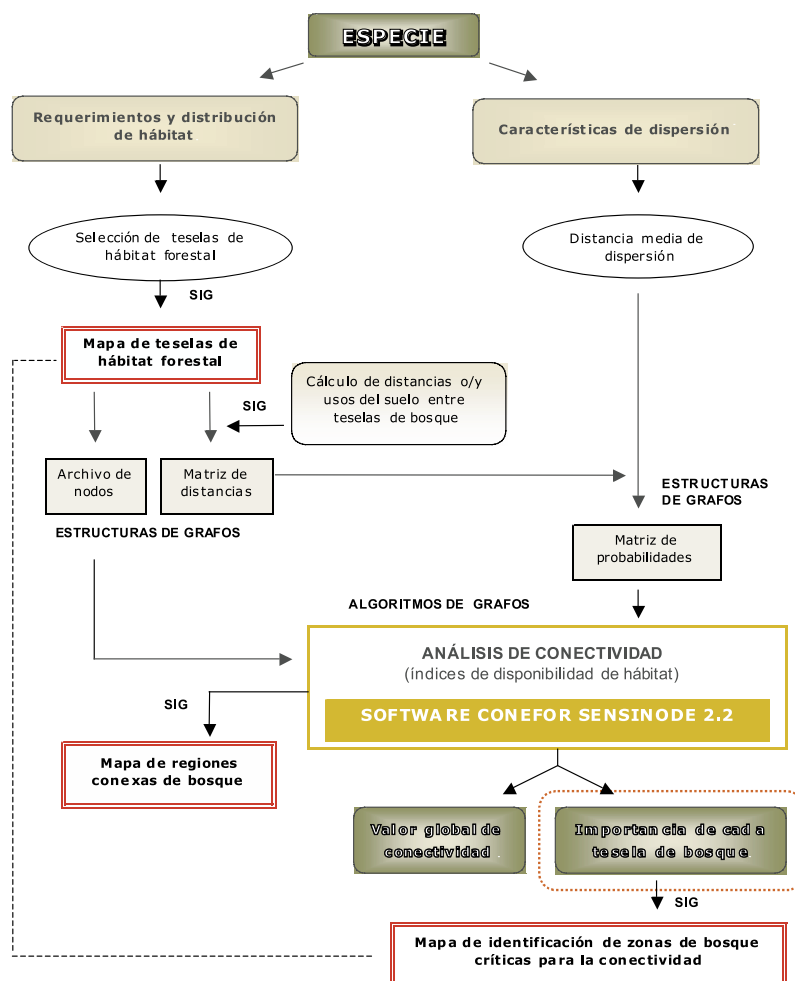 ESPECIE
Requerimientos y distribución
de hábitat
Características de dispersión
Selección de teselas de
hábitat forestal
Distancia media de
dispersión
SIG
Mapa de teselas de
hábitat forestal
Cálculo de distancias o/y
usos del suelo entre
teselas de bosque
SIG
Archivo de
nodos
Matriz de
distancias
ESTRUCTURAS
DE GRAFOS
ESTRUCTURAS DE GRAFOS
Matriz de
probabilidades
ALGORITMOS DE GRAFOS
ANÁLISIS DE CONECTIVIDAD
(índices de disponibilidad de hábitat)
SOFTWARE CONEFOR SENSINODE 2.2
SIG
Mapa de regiones
conexas de bosque
Valor global de
conectividad
Importancia de cada
tesela de bosque
SIG
Mapa de identificación de zonas de bosque
críticas para la conectividad